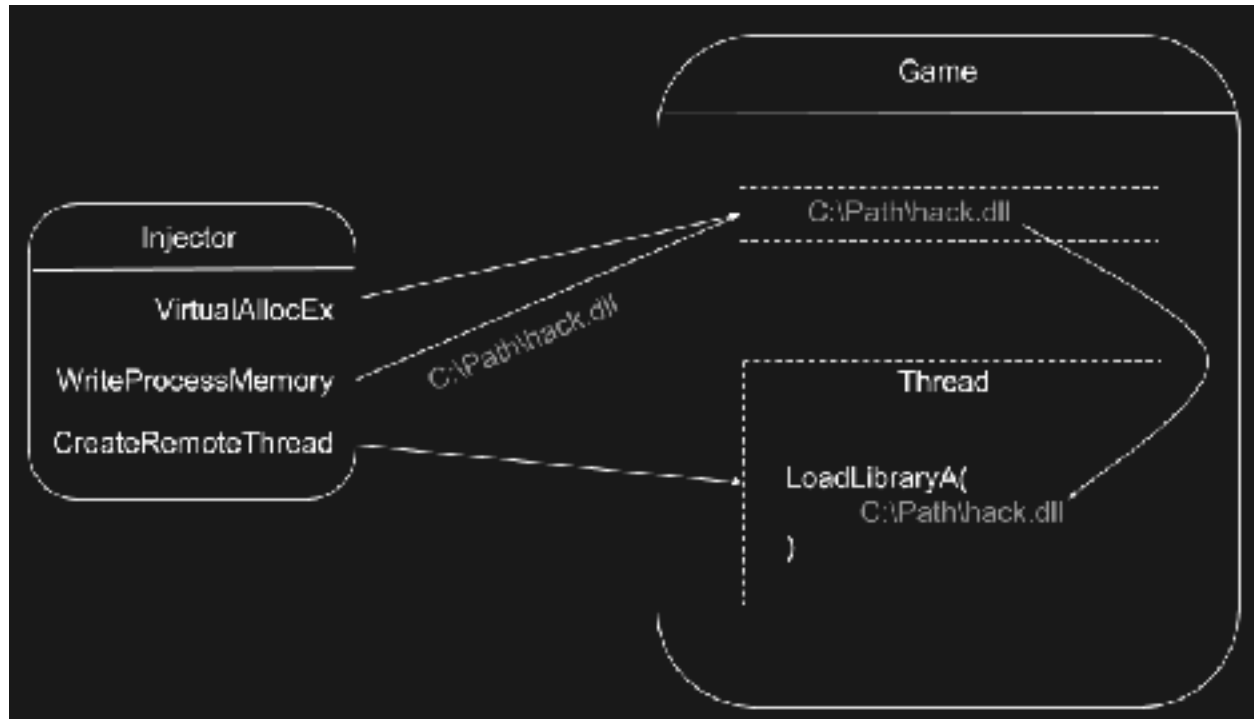 Game
C:\Path\hack.dll
Injector
VirtualAllocEx
WriteProcessMemory
CreateRemoteThread
C:\Path\hack.dll
Thread
LoadLibraryA(
C:\Path\hack.dll
)